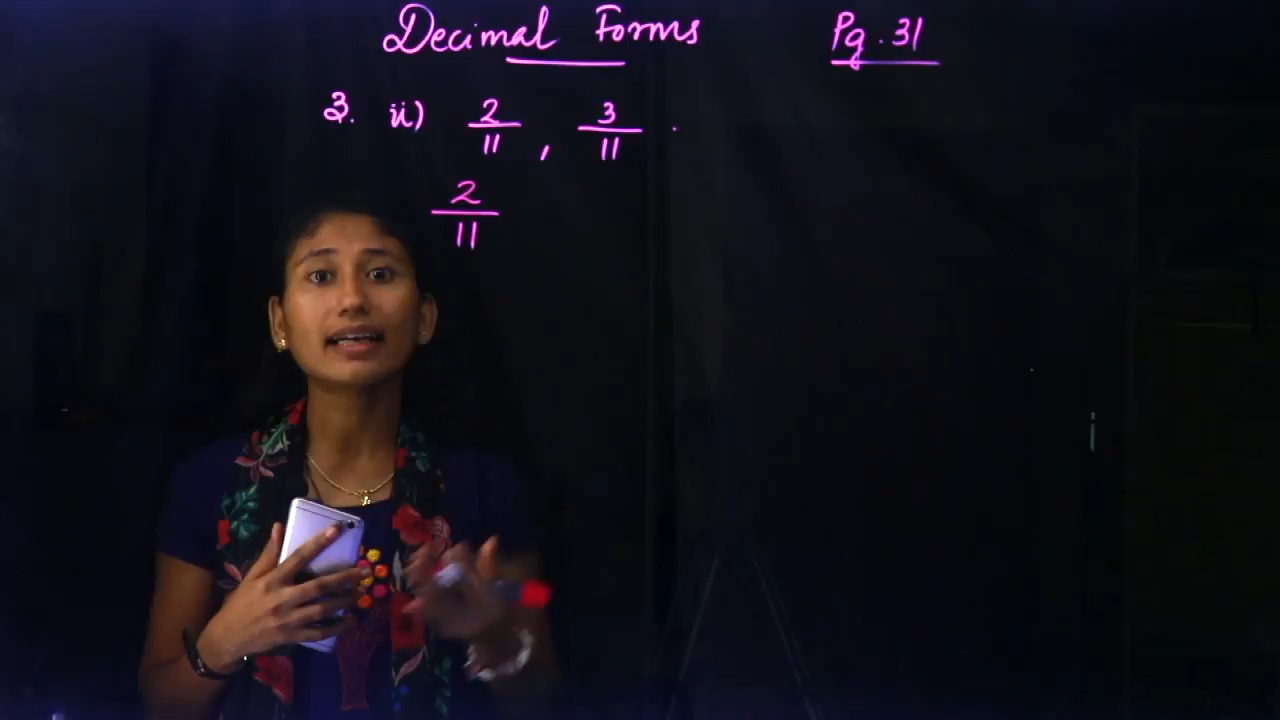 Decimal Forms Pg. 31
3. ii) 2/11 , 3/11 .
2/11